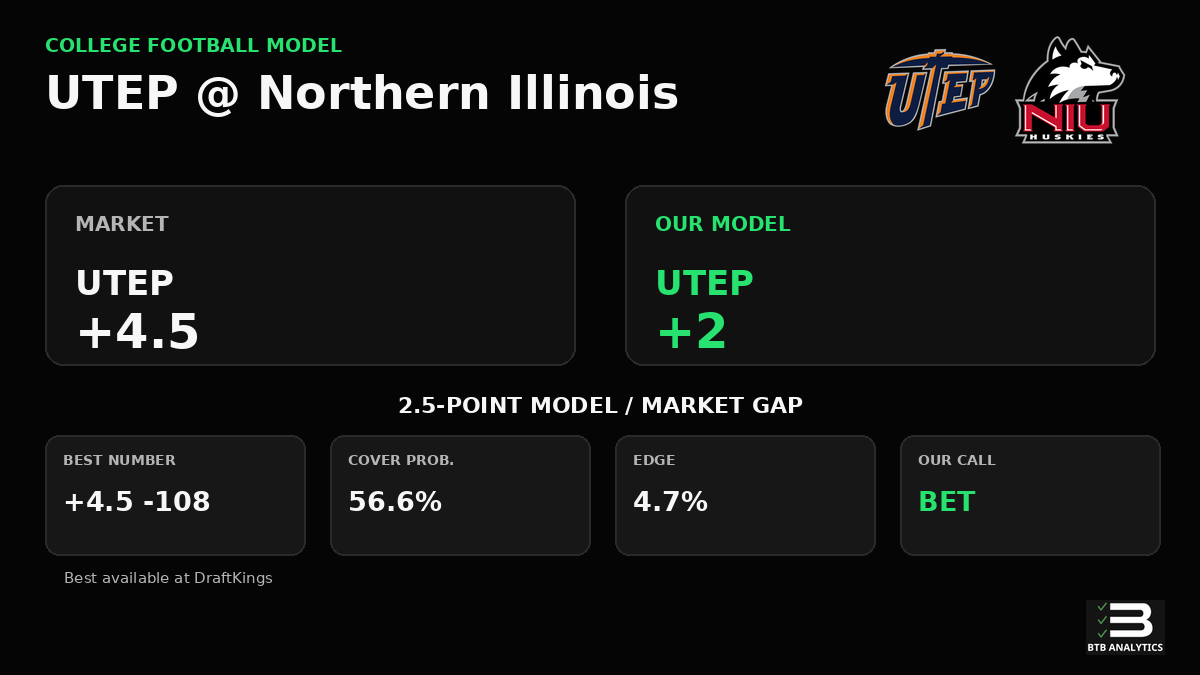 COLLEGE FOOTBALL MODEL
UTEP @ Northern Illinois
UTEP
NIU
HUSKIES
MARKET
UTEP
+4.5
OUR MODEL
UTEP
+2
2.5-POINT MODEL / MARKET GAP
BEST NUMBER
+4.5 -108
COVER PROB.
56.6%
EDGE
4.7%
OUR CALL
BET
Best available at DraftKings
B
BTB ANALYTICS